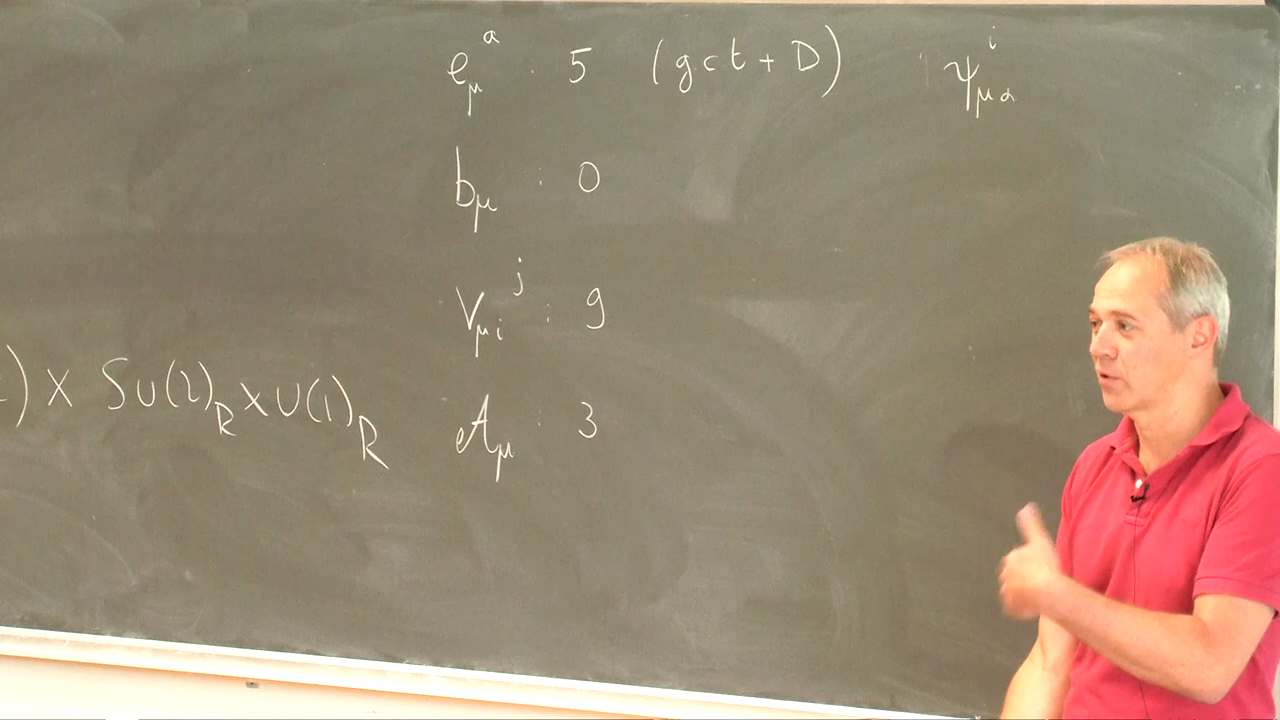 e_μ^a : 5 (gct + D) ψ_μα^i
b_μ : 0
V_μi^j : 9
) × SU(2)_R × U(1)_R A_μ : 3